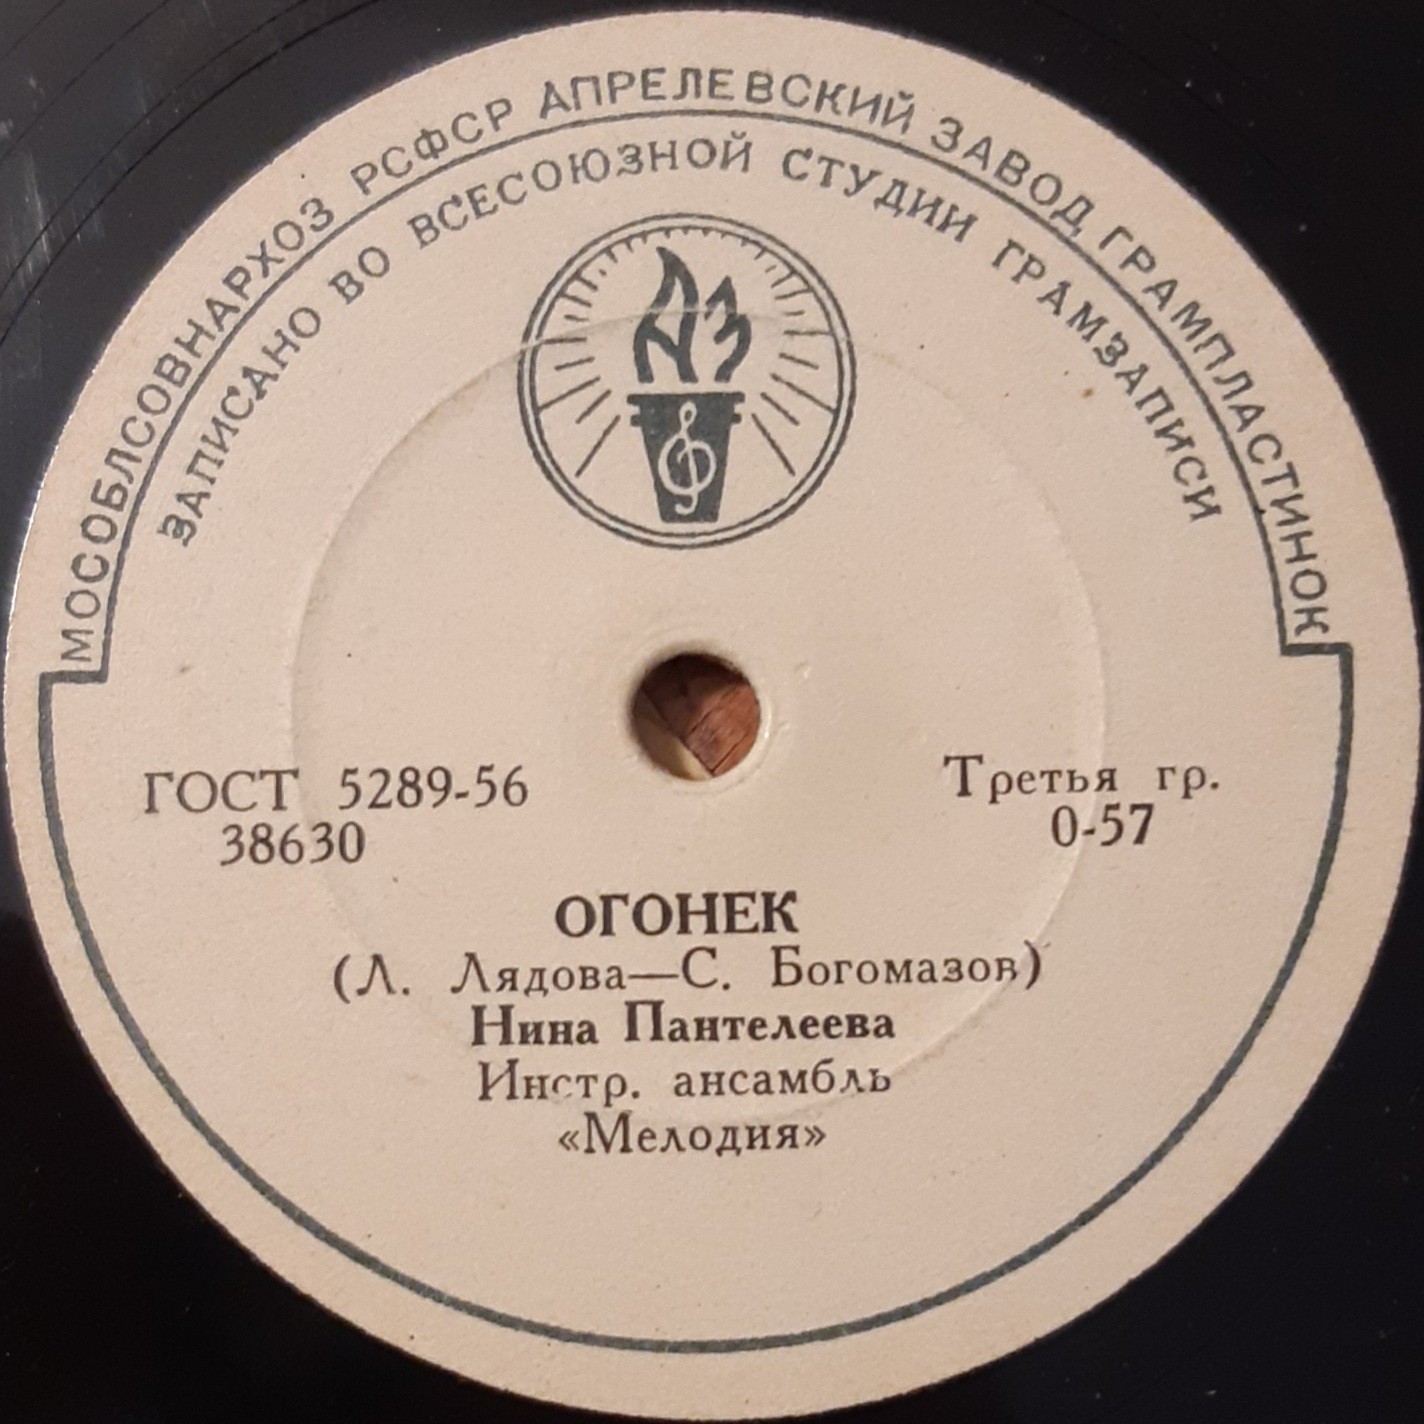 МОСОБЛСОВНАРХОЗ РСФСР АПРЕЛЕВСКИЙ ЗАВОД ГРАМПЛАСТИНОК
ЗАПИСАНО ВО ВСЕСОЮЗНОЙ СТУДИИ ГРАМЗАПИСИ
АЗ
ГОСТ 5289-56
38630
Третья гр.
0-57
ОГОНЕК
(Л. Лядова—С. Богомазов)
Нина Пантелеева
Инстр. ансамбль
«Мелодия»